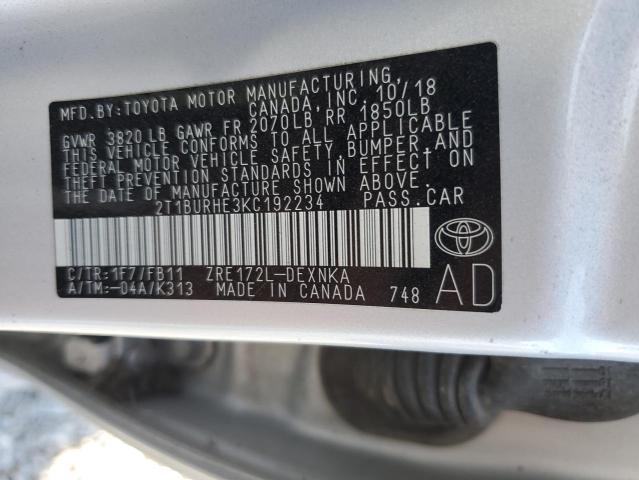 MFD.BY:TOYOTA MOTOR MANUFACTURING,
CANADA,INC. 10/18
GVWR 3820 LB GAWR FR 2070LB RR 1850LB
THIS VEHICLE CONFORMS TO ALL APPLICABLE
FEDERAL MOTOR VEHICLE SAFETY,BUMPER,AND
THEFT PREVENTION STANDARDS IN EFFECT ON
THE DATE OF MANUFACTURE SHOWN ABOVE.
2T1BURHE3KC192234 PASS.CAR
C/TR:1F7/FB11 ZRE172L-DEXNKA
A/TM:-04A/K313 MADE IN CANADA 748
AD